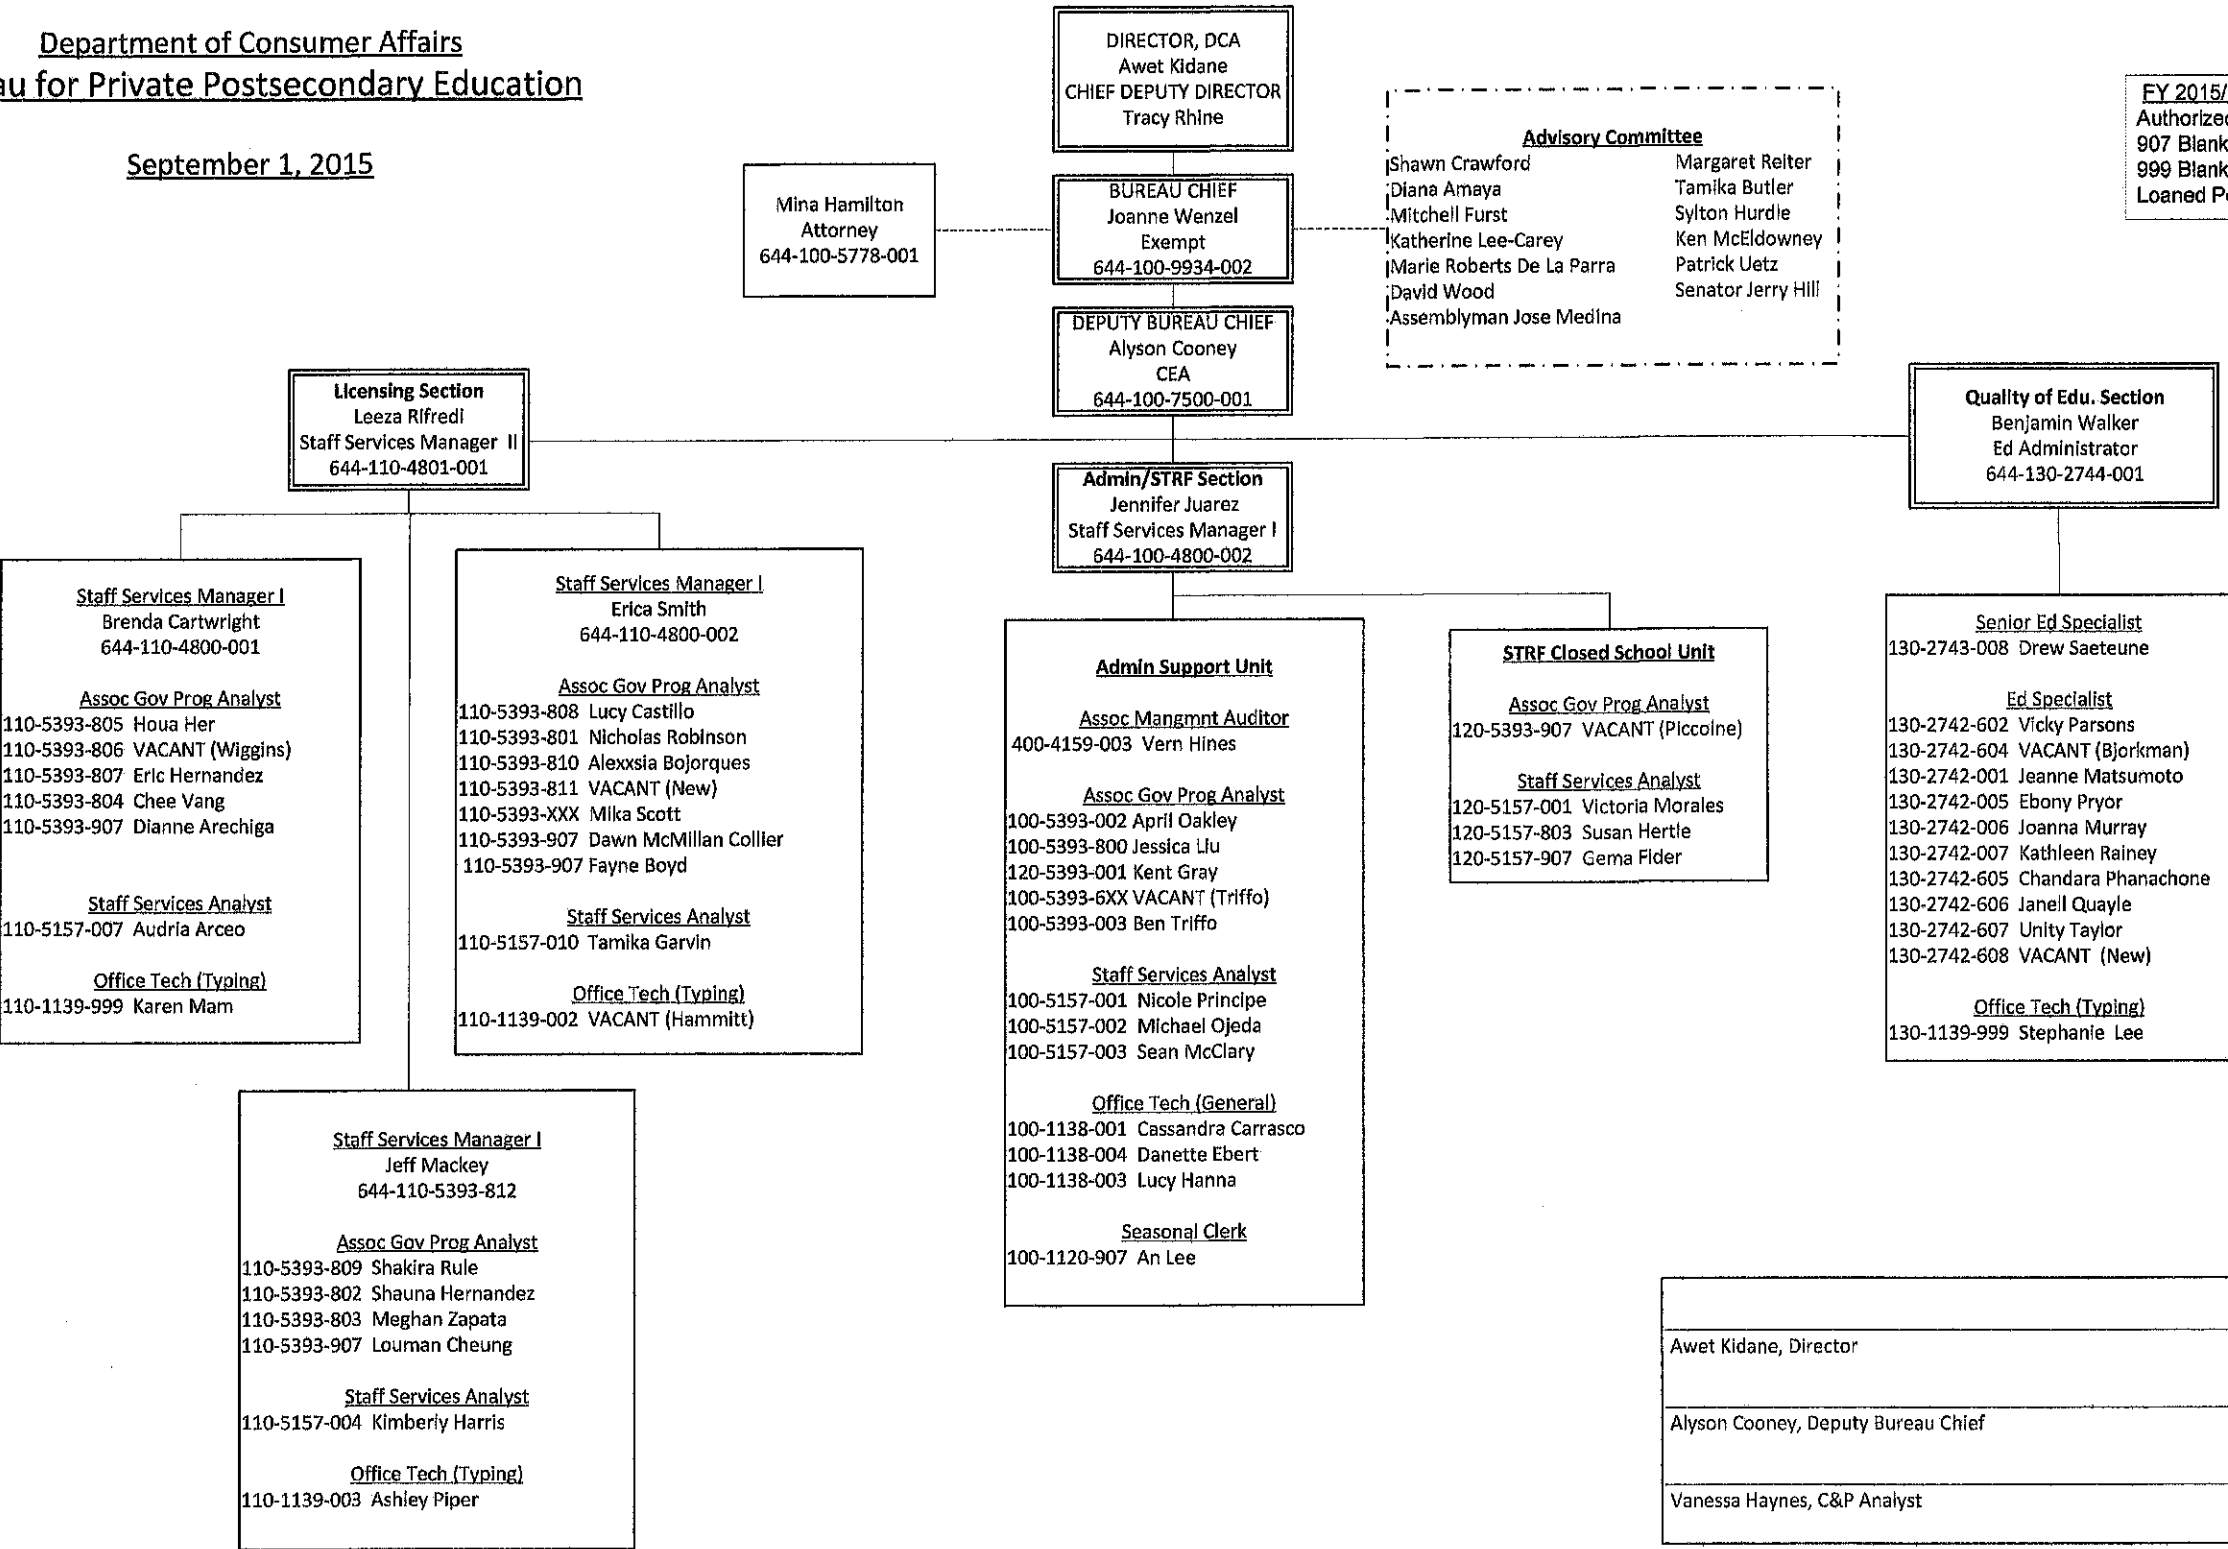 Department of Consumer Affairs
au for Private Postsecondary Education
September 1, 2015
DIRECTOR, DCA
Awet Kidane
CHIEF DEPUTY DIRECTOR
Tracy Rhine
FY 2015/
Authorized
907 Blank
999 Blank
Loaned P
Advisory Committee
Shawn Crawford
Diana Amaya
Mitchell Furst
Katherine Lee-Carey
Marie Roberts De La Parra
David Wood
Assemblyman Jose Medina
Margaret Reiter
Tamika Butler
Sylton Hurdle
Ken McEldowney
Patrick Uetz
Senator Jerry Hill
Mina Hamilton
Attorney
644-100-5778-001
BUREAU CHIEF
Joanne Wenzel
Exempt
644-100-9934-002
DEPUTY BUREAU CHIEF
Alyson Cooney
CEA
644-100-7500-001
Licensing Section
Leeza Rifredi
Staff Services Manager II
644-110-4801-001
Admin/STRF Section
Jennifer Juarez
Staff Services Manager I
644-100-4800-002
Quality of Edu. Section
Benjamin Walker
Ed Administrator
644-130-2744-001
Staff Services Manager I
Brenda Cartwright
644-110-4800-001
Assoc Gov Prog Analyst
110-5393-805 Houa Her
110-5393-806 VACANT (Wiggins)
110-5393-807 Eric Hernandez
110-5393-804 Chee Vang
110-5393-907 Dianne Arechiga
Staff Services Analyst
110-5157-007 Audria Arceo
Office Tech (Typing)
110-1139-999 Karen Mam
Staff Services Manager I
Erica Smith
644-110-4800-002
Assoc Gov Prog Analyst
110-5393-808 Lucy Castillo
110-5393-801 Nicholas Robinson
110-5393-810 Alexxsia Bojorques
110-5393-811 VACANT (New)
110-5393-XXX Mika Scott
110-5393-907 Dawn McMillan Collier
110-5393-907 Fayne Boyd
Staff Services Analyst
110-5157-010 Tamika Garvin
Office Tech (Typing)
110-1139-002 VACANT (Hammitt)
Staff Services Manager I
Jeff Mackey
644-110-5393-812
Assoc Gov Prog Analyst
110-5393-809 Shakira Rule
110-5393-802 Shauna Hernandez
110-5393-803 Meghan Zapata
110-5393-907 Louman Cheung
Staff Services Analyst
110-5157-004 Kimberly Harris
Office Tech (Typing)
110-1139-003 Ashley Piper
Admin Support Unit
Assoc Mangmnt Auditor
400-4159-003 Vern Hines
Assoc Gov Prog Analyst
100-5393-002 April Oakley
100-5393-800 Jessica Liu
120-5393-001 Kent Gray
100-5393-6XX VACANT (Triffo)
100-5393-003 Ben Triffo
Staff Services Analyst
100-5157-001 Nicole Principe
100-5157-002 Michael Ojeda
100-5157-003 Sean McClary
Office Tech (General)
100-1138-001 Cassandra Carrasco
100-1138-004 Danette Ebert
100-1138-003 Lucy Hanna
Seasonal Clerk
100-1120-907 An Lee
STRF Closed School Unit
Assoc Gov Prog Analyst
120-5393-907 VACANT (Piccoine)
Staff Services Analyst
120-5157-001 Victoria Morales
120-5157-803 Susan Hertle
120-5157-907 Gema Fider
Senior Ed Specialist
130-2743-008 Drew Saeteune
Ed Specialist
130-2742-602 Vicky Parsons
130-2742-604 VACANT (Bjorkman)
130-2742-001 Jeanne Matsumoto
130-2742-005 Ebony Pryor
130-2742-006 Joanna Murray
130-2742-007 Kathleen Rainey
130-2742-605 Chandara Phanachone
130-2742-606 Janell Quayle
130-2742-607 Unity Taylor
130-2742-608 VACANT (New)
Office Tech (Typing)
130-1139-999 Stephanie Lee
Awet Kidane, Director
Alyson Cooney, Deputy Bureau Chief
Vanessa Haynes, C&P Analyst